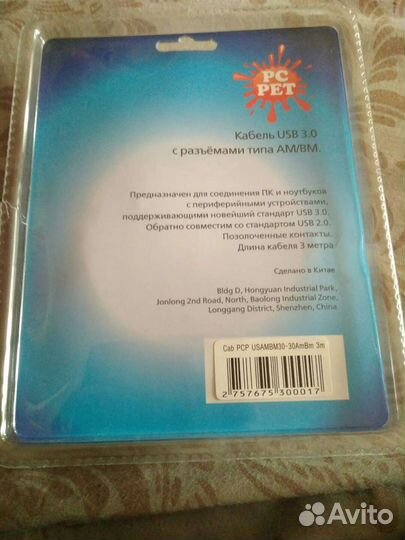 PC
PET
Кабель USB 3.0
с разъёмами типа AM/BM.
Предназначен для соединения ПК и ноутбуков
с периферийными устройствами,
поддерживающими новейший стандарт USB 3.0.
Обратно совместим со стандартом USB 2.0.
Позолоченные контакты.
Длина кабеля 3 метра
Сделано в Китае
Bldg D, Hongyuan Industrial Park,
Jonlong 2nd Road, North, Baolong Industrial Zone,
Longgang District, Shenzhen, China.
Cab PCP USAMBM30-30AmBm 3m
2 757675 300017
Avito